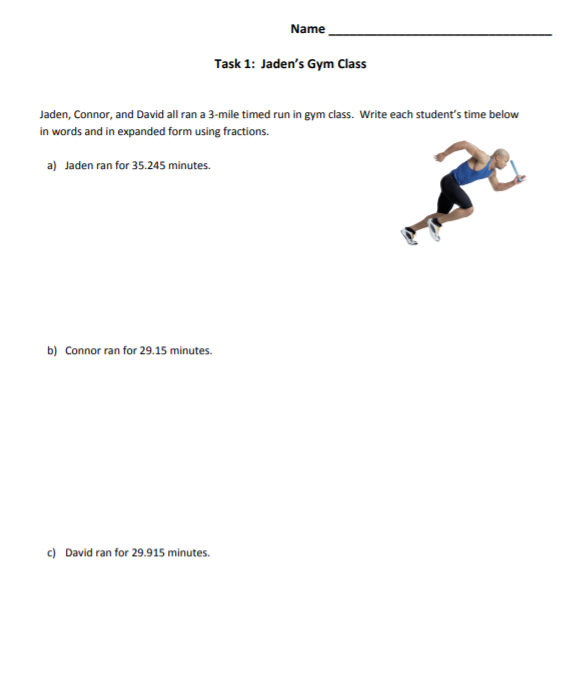 Name
Task 1: Jaden's Gym Class
Jaden, Connor, and David all ran a 3-mile timed run in gym class. Write each student's time below
in words and in expanded form using fractions.
a) Jaden ran for 35.245 minutes.
b) Connor ran for 29.15 minutes.
c) David ran for 29.915 minutes.